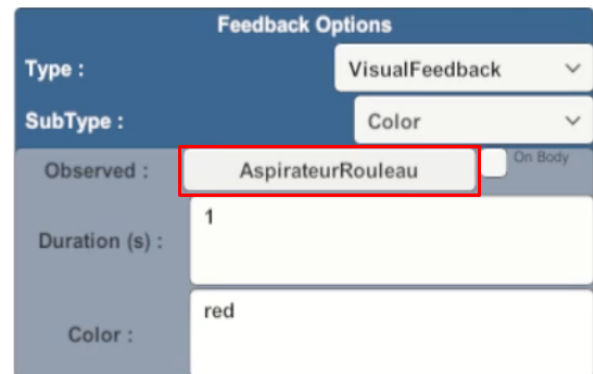 Feedback Options
Type : VisualFeedback
SubType : Color
Observed : AspirateurRouleau On Body
Duration (s) : 1
Color : red